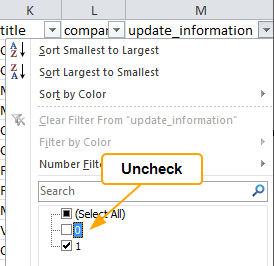 K L M
title compan update_information
Sort Smallest to Largest
Sort Largest to Smallest
Sort by Color
Clear Filter From "update_information"
Filter by Color
Number Filte
Uncheck
Search
(Select All)
0
1